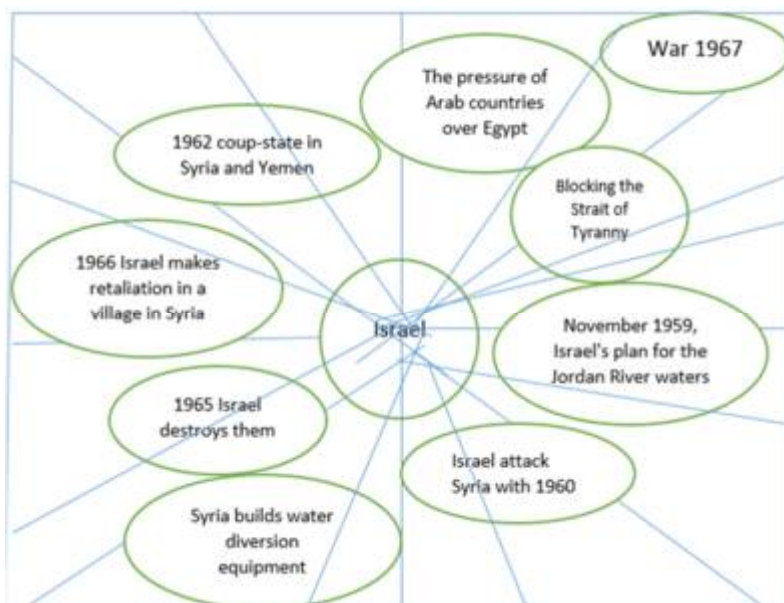 War 1967
The pressure of
Arab countries
over Egypt
1962 coup-state in
Syria and Yemen
Blocking the
Strait of
Tyranny
1966 Israel makes
retaliation in a
village in Syria
Israel
November 1959,
Israel's plan for the
Jordan River waters
1965 Israel
destroys them
Israel attack
Syria with 1960
Syria builds water
diversion
equipment